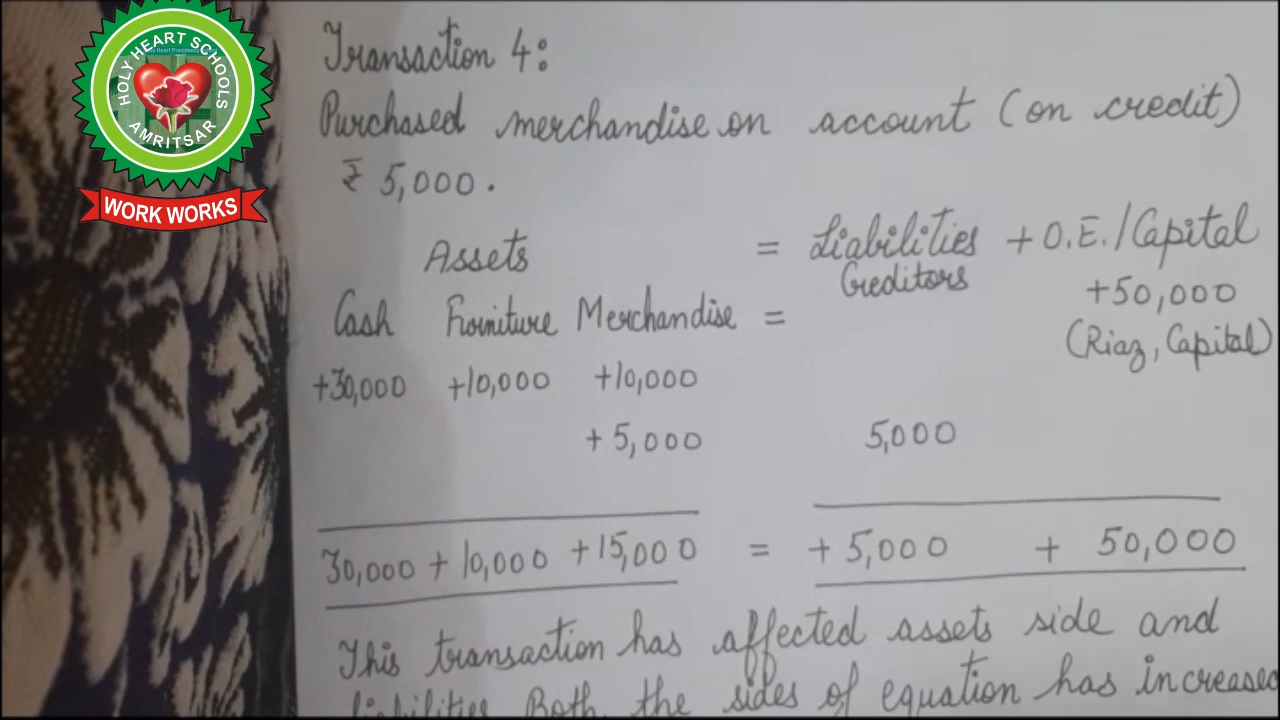 HOLY HEART SCHOOLS
AMRITSAR
WORK WORKS
Transaction 4:
Purchased merchandise on account (on credit)
₹ 5,000.
Assets = Liabilities + O.E./Capital
Creditors +50,000
Cash Furniture Merchandise =
(Riaz, Capital)
+30,000 +10,000 +10,000
+5,000 5,000
30,000 + 10,000 + 15,000 = + 5,000 + 50,000
This transaction has affected assets side and
liabilities Both the sides of equation has increased